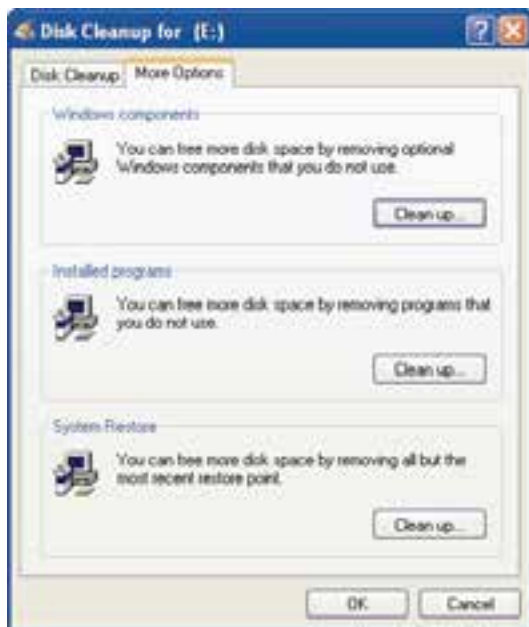 Disk Cleanup for (E:)
Disk Cleanup
More Options
Windows components
You can free more disk space by removing optional
Windows components that you do not use.
Clean up...
Installed programs
You can free more disk space by removing programs that
you do not use.
Clean up...
System Restore
You can free more disk space by removing all but the
most recent restore point.
Clean up...
OK
Cancel